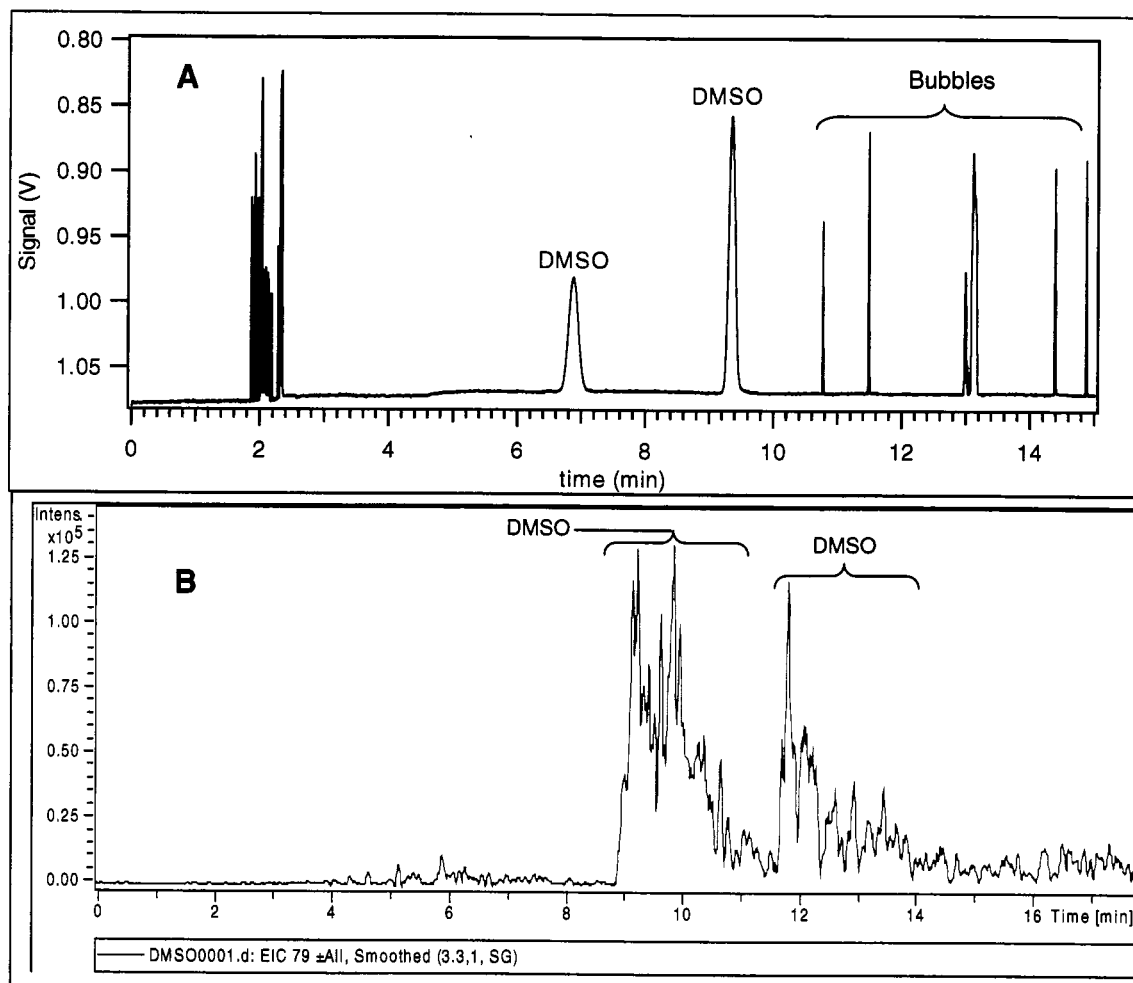 A
Signal (V)
0.80
0.85
0.90
0.95
1.00
1.05
DMSO
DMSO
Bubbles
0 2 4 6 8 10 12 14
time (min)
B
Intens.
x10⁵
1.25
1.00
0.75
0.50
0.25
0.00
DMSO
DMSO
0 2 4 6 8 10 12 14 16 Time [min]
DMSO0001.d: EIC 79 ±All, Smoothed (3.3,1, SG)